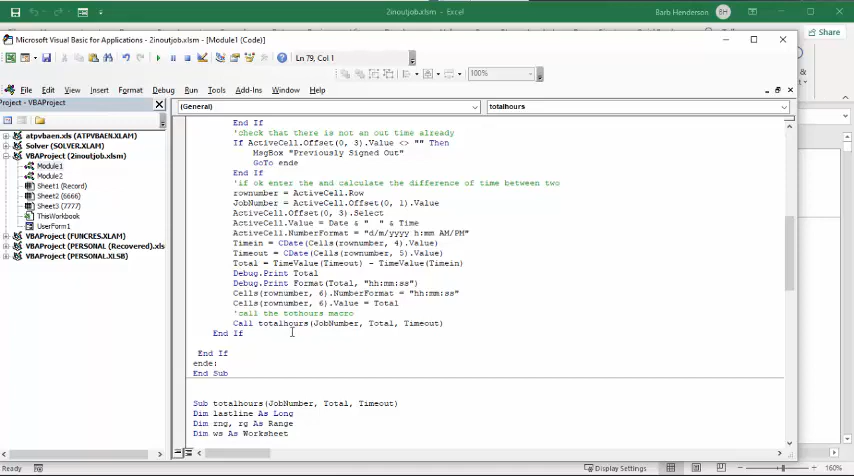 2inoutjob.xlsm - Excel
Barb Henderson
BH
Share
Microsoft Visual Basic for Applications - 2inoutjob.xlsm - [Module1 (Code)]
Ln 79, Col 1
100%
File Edit View Insert Format Debug Run Tools Add-Ins Window Help
Project - VBAProject
(General)
totalhours
atpvbaen.xls (ATPVBAEN.XLAM)
Solver (SOLVER.XLAM)
VBAProject (2inoutjob.xlsm)
Module1
Module2
Sheet1 (Record)
Sheet2 (6666)
Sheet3 (7777)
ThisWorkbook
UserForm1
VBAProject (FUNCRES.XLAM)
VBAProject (PERSONAL (Recovered).xls
VBAProject (PERSONAL.XLSB)
End If
'check that there is not an out time already
If ActiveCell.Offset(0, 3).Value <> "" Then
MsgBox "Previously Signed Out"
GoTo ende
End If
'if ok enter the and calculate the difference of time between two
rownumber = ActiveCell.Row
JobNumber = ActiveCell.Offset(0, 1).Value
ActiveCell.Offset(0, 3).Select
ActiveCell.Value = Date & "  " & Time
ActiveCell.NumberFormat = "d/m/yyyy h:mm AM/PM"
Timein = CDate(Cells(rownumber, 4).Value)
Timeout = CDate(Cells(rownumber, 5).Value)
Total = TimeValue(Timeout) - TimeValue(Timein)
Debug.Print Total
Debug.Print Format(Total, "hh:mm:ss")
Cells(rownumber, 6).NumberFormat = "hh:mm:ss"
Cells(rownumber, 6).Value = Total
'call the tothours macro
Call totalhours(JobNumber, Total, Timeout)
End If
End If
ende:
End Sub
Sub totalhours(JobNumber, Total, Timeout)
Dim lastline As Long
Dim rng, rg As Range
Dim ws As Worksheet
Ready
Display Settings
160%